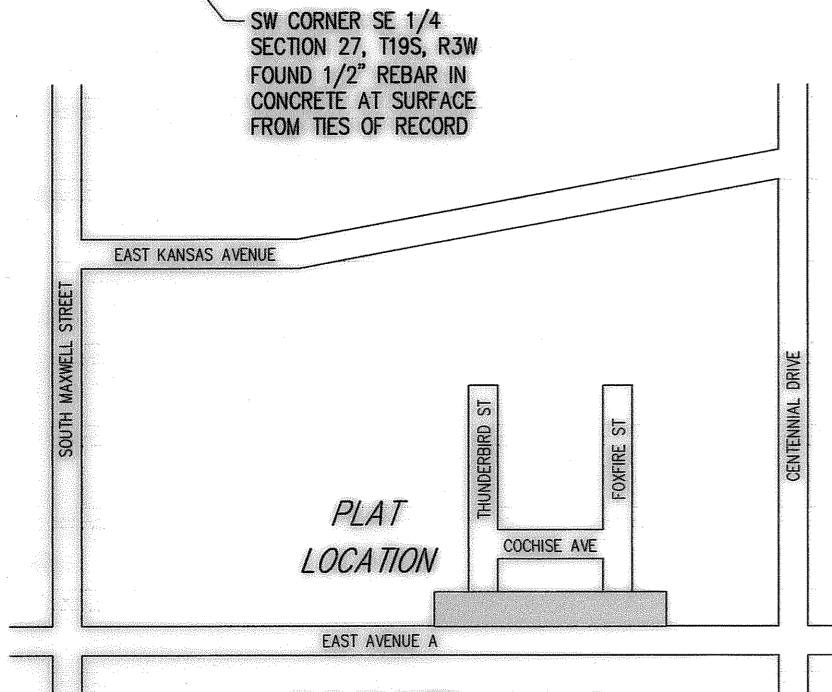 SW CORNER SE 1/4
SECTION 27, T19S, R3W
FOUND 1/2" REBAR IN
CONCRETE AT SURFACE
FROM TIES OF RECORD
EAST KANSAS AVENUE
SOUTH MAXWELL STREET
CENTENNIAL DRIVE
THUNDERBIRD ST
FOXFIRE ST
PLAT
LOCATION
COCHISE AVE
EAST AVENUE A